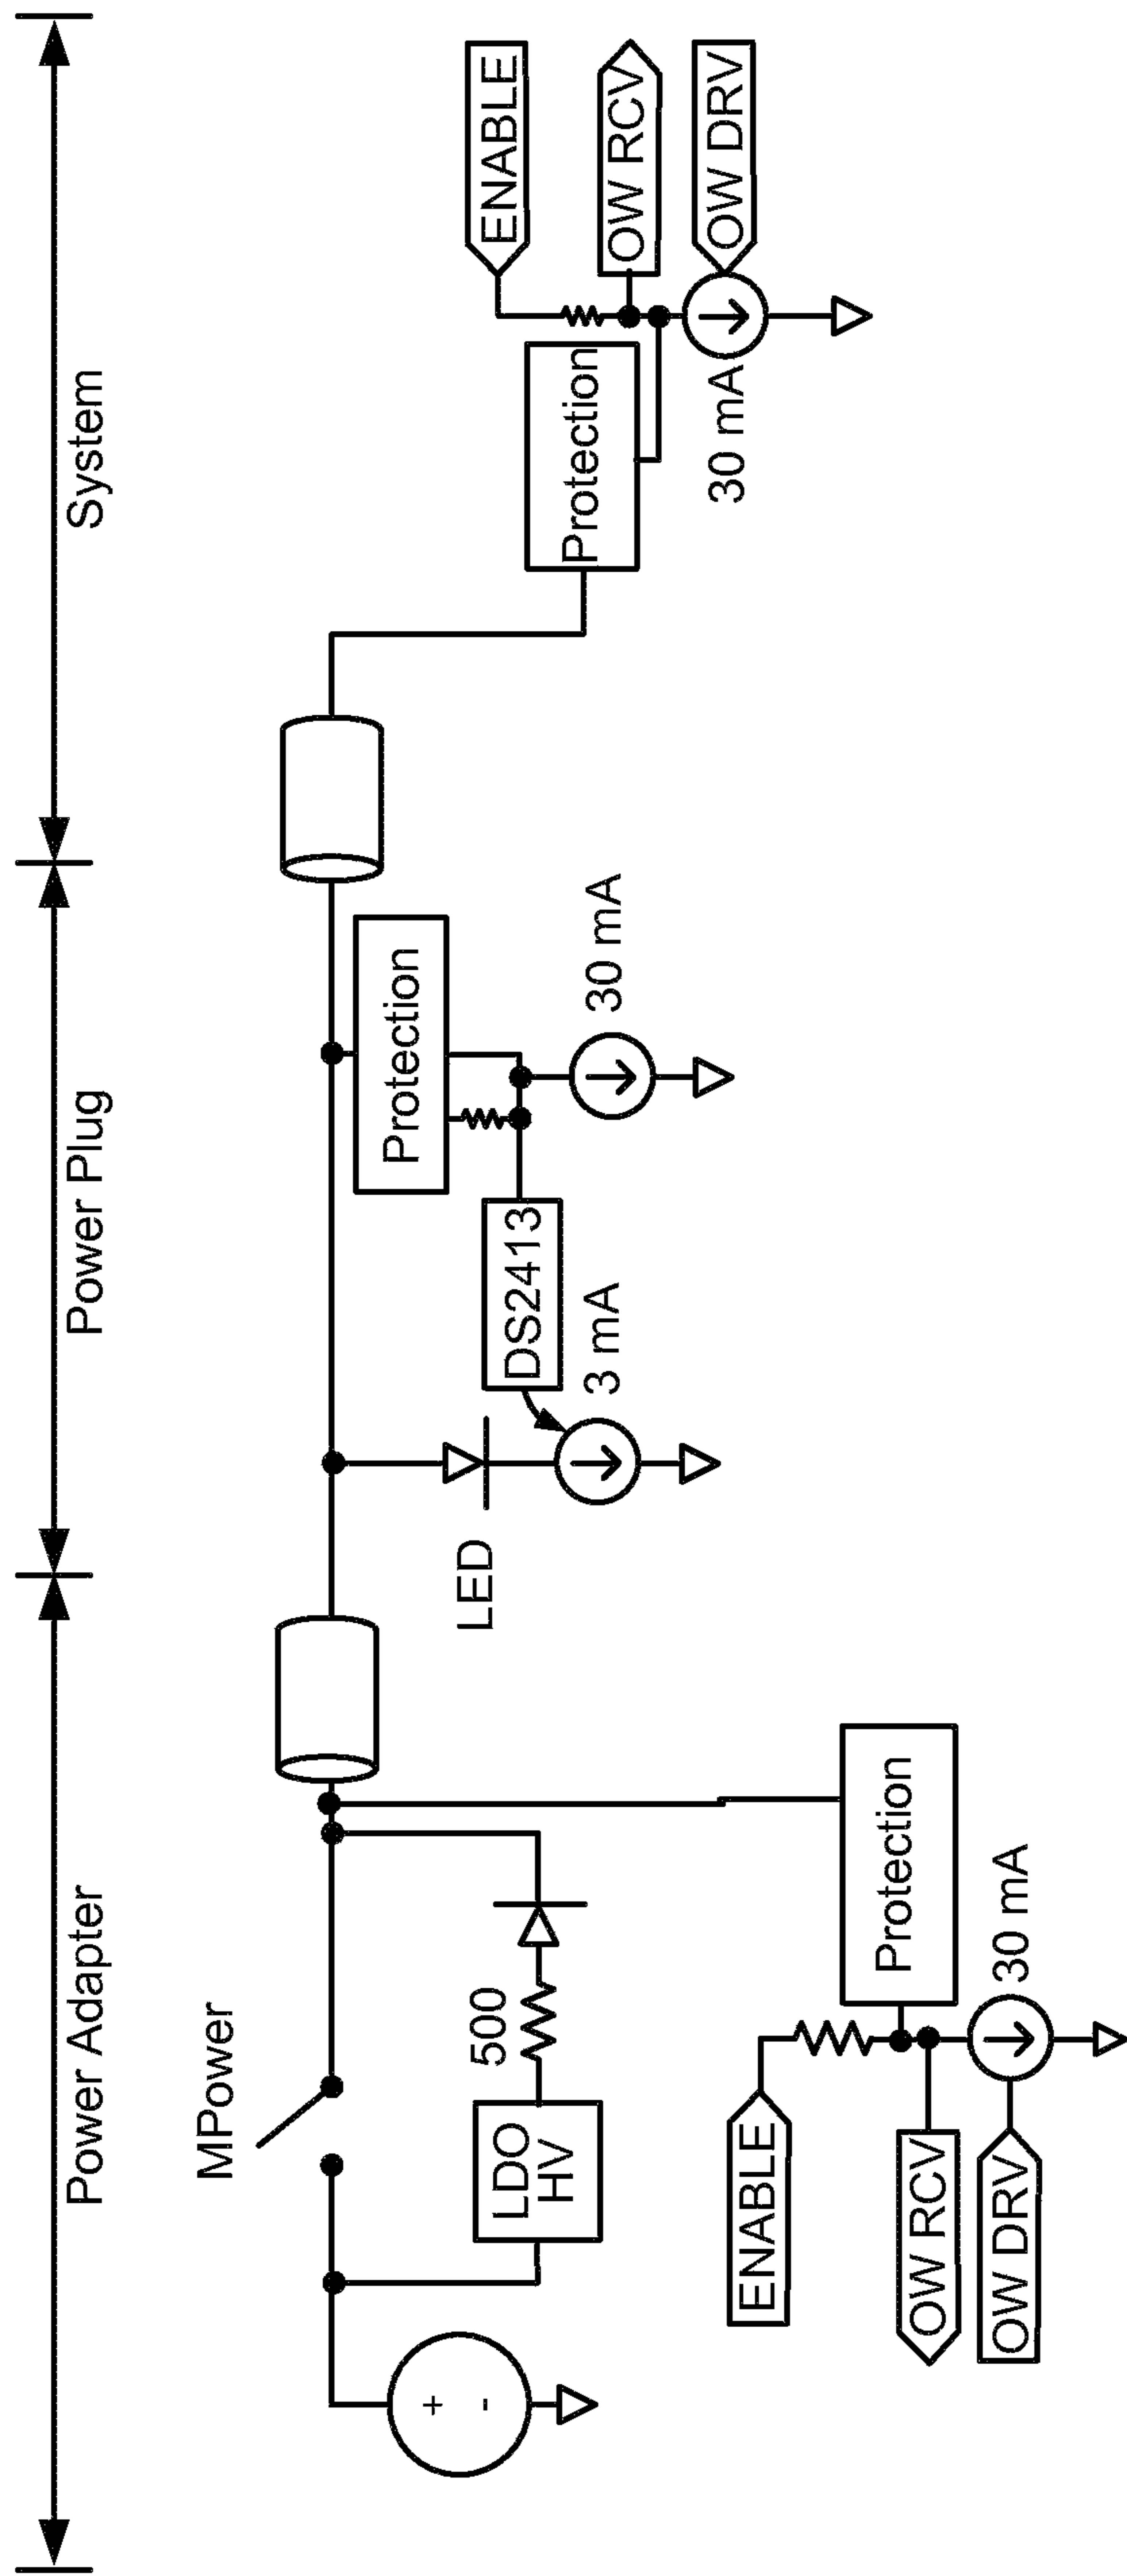 Power Adapter
Power Plug
System
MPower
+
-
LDO
HV
500
LED
3 mA
DS2413
Protection
30 mA
Protection
ENABLE
OW RCV
OW DRV
30 mA
ENABLE
OW RCV
OW DRV
Protection
30 mA